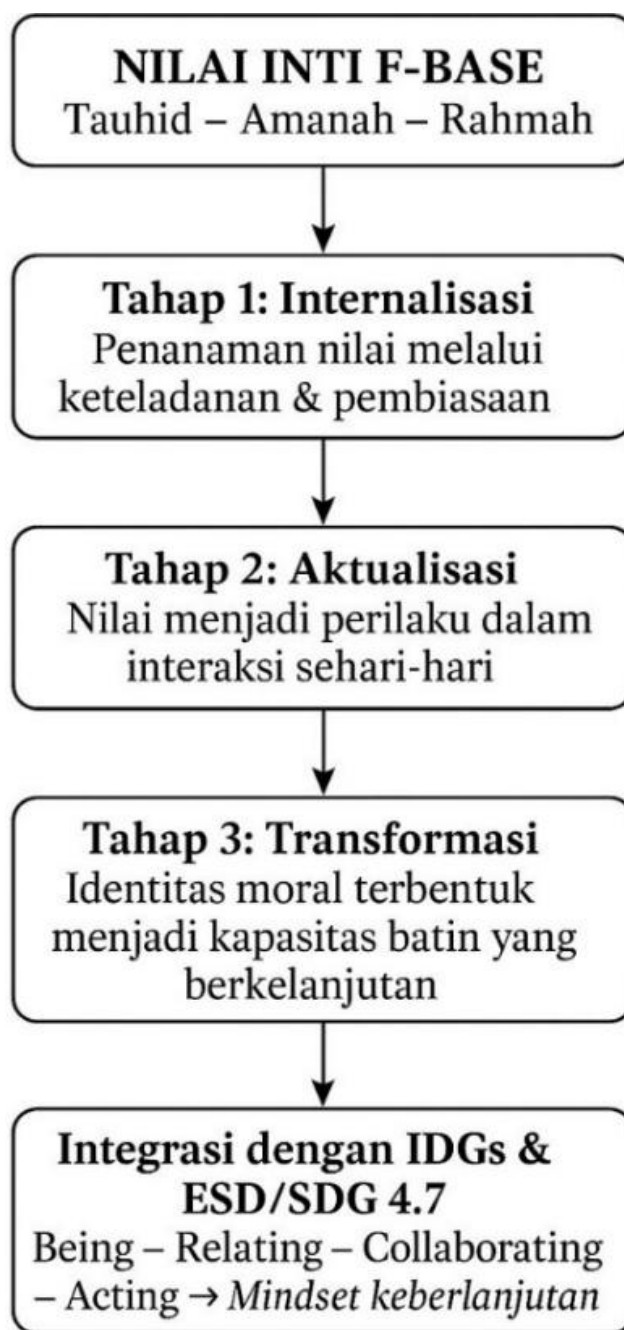 NILAI INTI F-BASE
Tauhid – Amanah – Rahmah
Tahap 1: Internalisasi
Penanaman nilai melalui
keteladanan & pembiasaan
Tahap 2: Aktualisasi
Nilai menjadi perilaku dalam
interaksi sehari-hari
Tahap 3: Transformasi
Identitas moral terbentuk
menjadi kapasitas batin yang
berkelanjutan
Integrasi dengan IDGs &
ESD/SDG 4.7
Being – Relating – Collaborating
– Acting → Mindset keberlanjutan